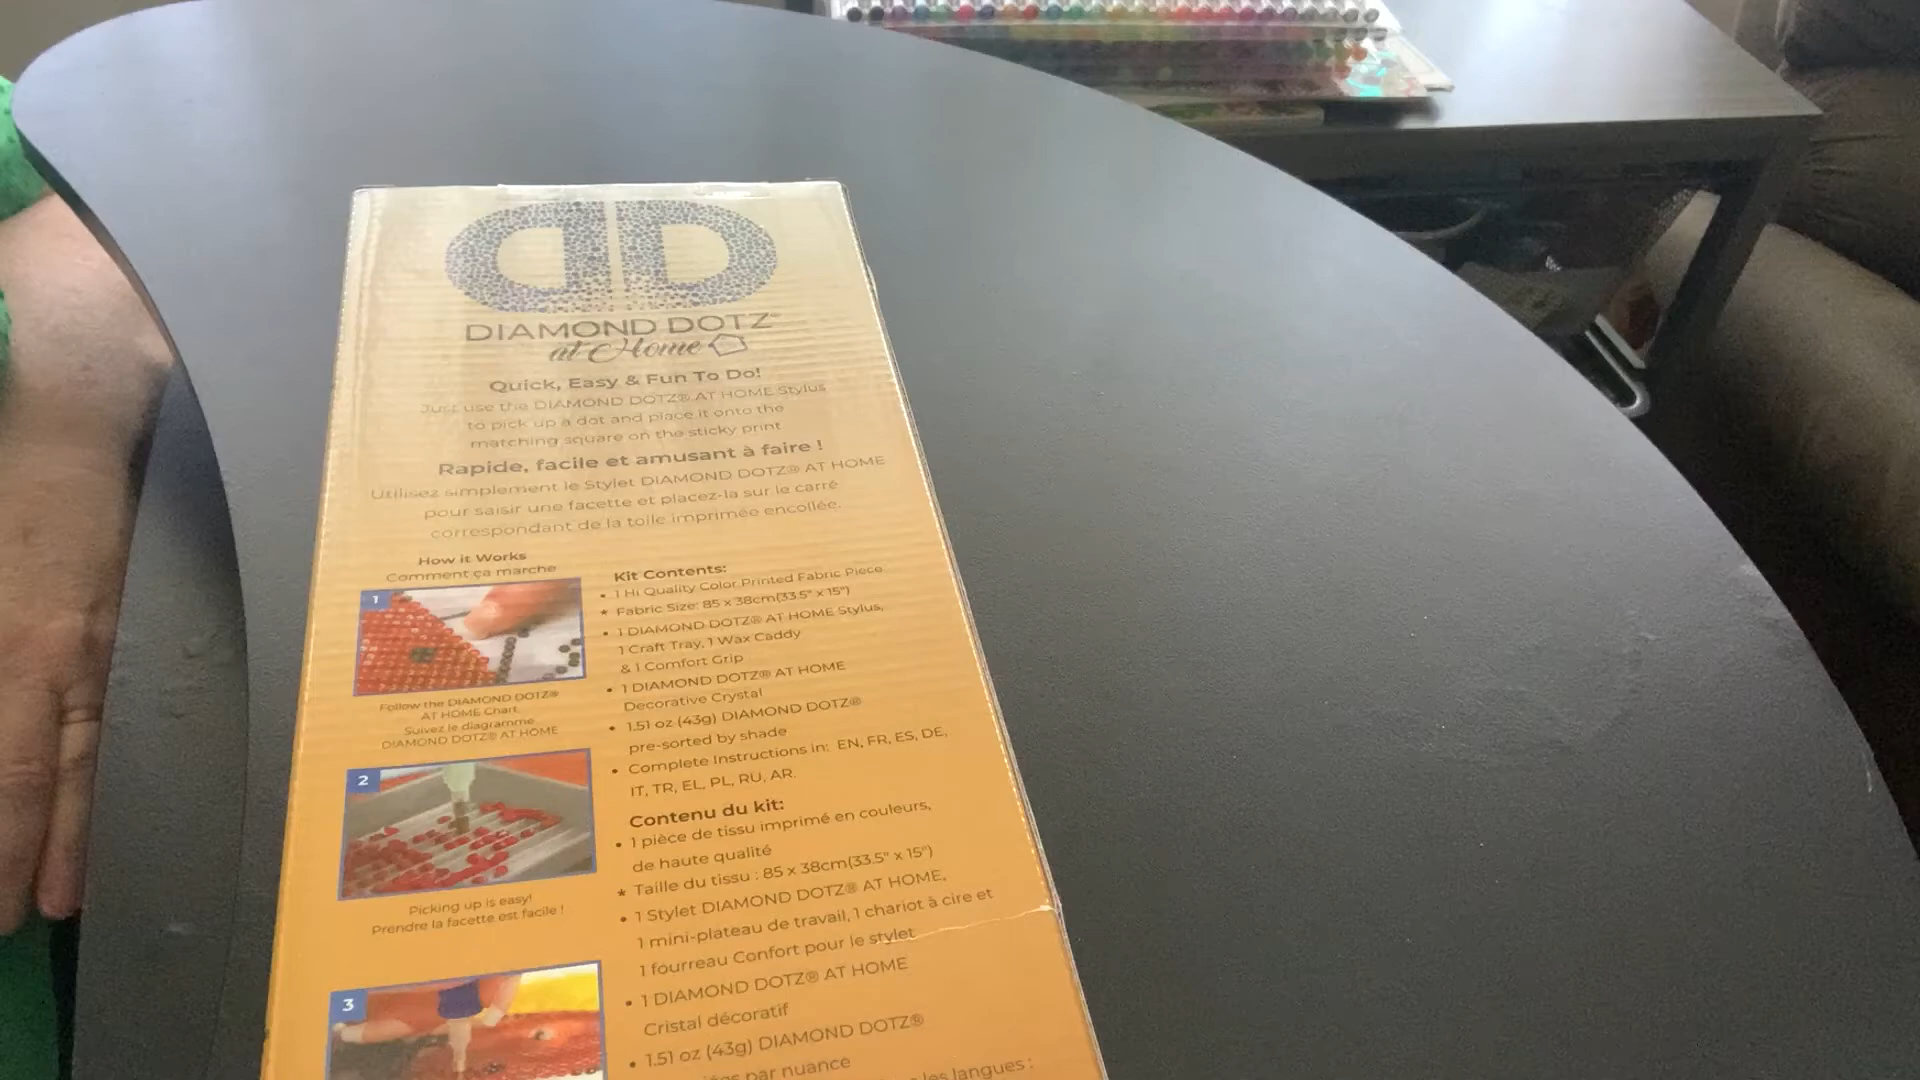 DIAMOND DOTZ
at Home
Quick, Easy & Fun To Do!
Just use the DIAMOND DOTZ® AT HOME Stylus
to pick up a dot and place it onto the
matching square on the sticky print
Rapide, facile et amusant à faire !
Utilisez simplement le Stylet DIAMOND DOTZ® AT HOME
pour saisir une facette et placez-la sur le carré
correspondant de la toile imprimée encollée.
How it Works
Comment ça marche
1
Follow the DIAMOND DOTZ®
AT HOME Chart
Suivez le diagramme
DIAMOND DOTZ® AT HOME
2
Picking up is easy!
Prendre la facette est facile !
3
Kit Contents:
• 1 Hi Quality Color Printed Fabric Piece
* Fabric Size: 85 x 38cm(33.5" x 15")
• 1 DIAMOND DOTZ® AT HOME Stylus,
1 Craft Tray, 1 Wax Caddy
& 1 Comfort Grip
• 1 DIAMOND DOTZ® AT HOME
Decorative Crystal
• 1.51 oz (43g) DIAMOND DOTZ®
pre-sorted by shade
• Complete Instructions in: EN, FR, ES, DE,
IT, TR, EL, PL, RU, AR.
Contenu du kit:
• 1 pièce de tissu imprimé en couleurs,
de haute qualité
* Taille du tissu : 85 x 38cm(33.5" x 15")
• 1 Stylet DIAMOND DOTZ® AT HOME,
1 mini-plateau de travail, 1 chariot à cire et
1 fourreau Confort pour le stylet
• 1 DIAMOND DOTZ® AT HOME
Cristal décoratif
• 1.51 oz (43g) DIAMOND DOTZ®
par nuance
les langues :